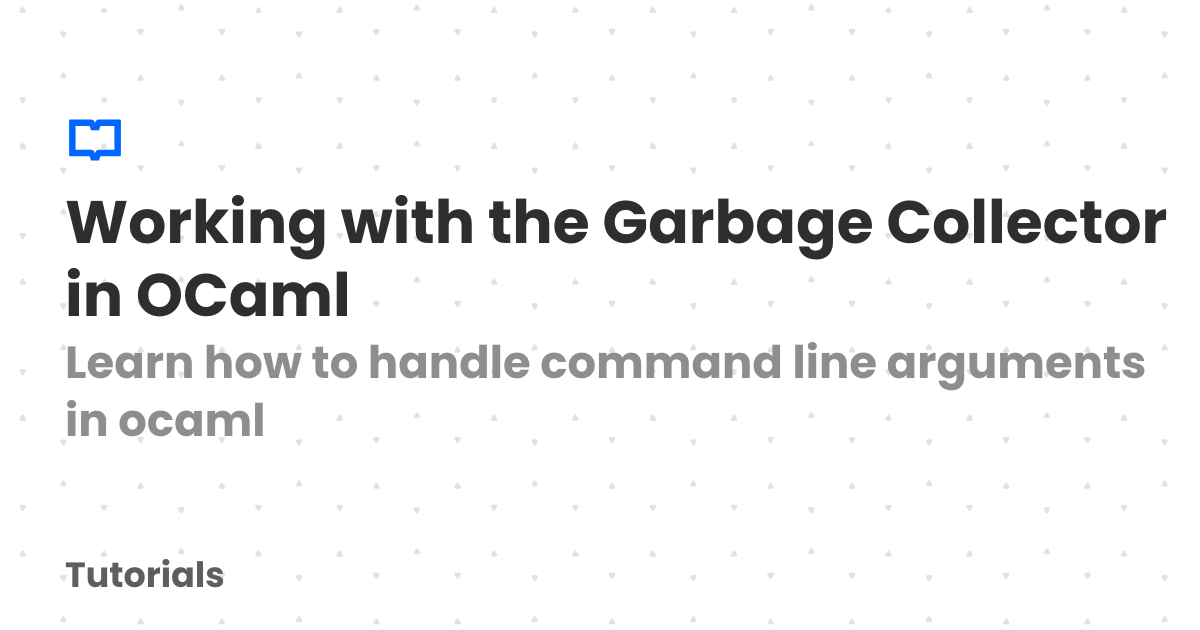 Working with the Garbage Collector
in OCaml
Learn how to handle command line arguments
in ocaml
Tutorials